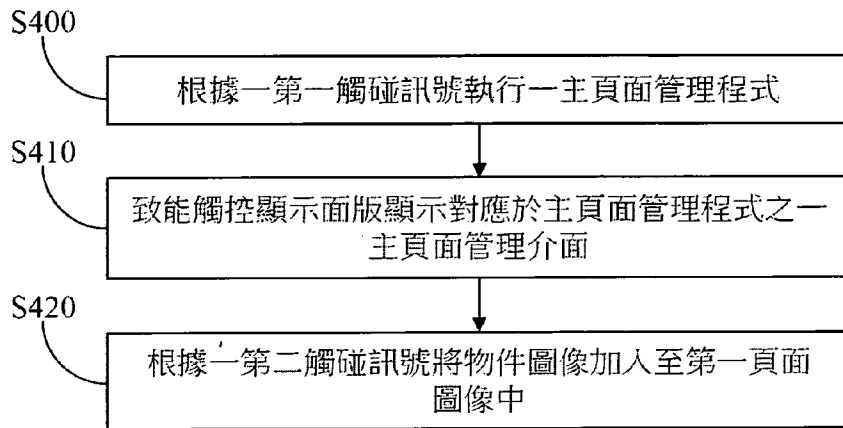 S400
根據一第一觸碰訊號執行一主頁面管理程式
S410
致能觸控顯示面版顯示對應於主頁面管理程式之一
主頁面管理介面
S420
根據一第二觸碰訊號將物件圖像加入至第一頁面
圖像中